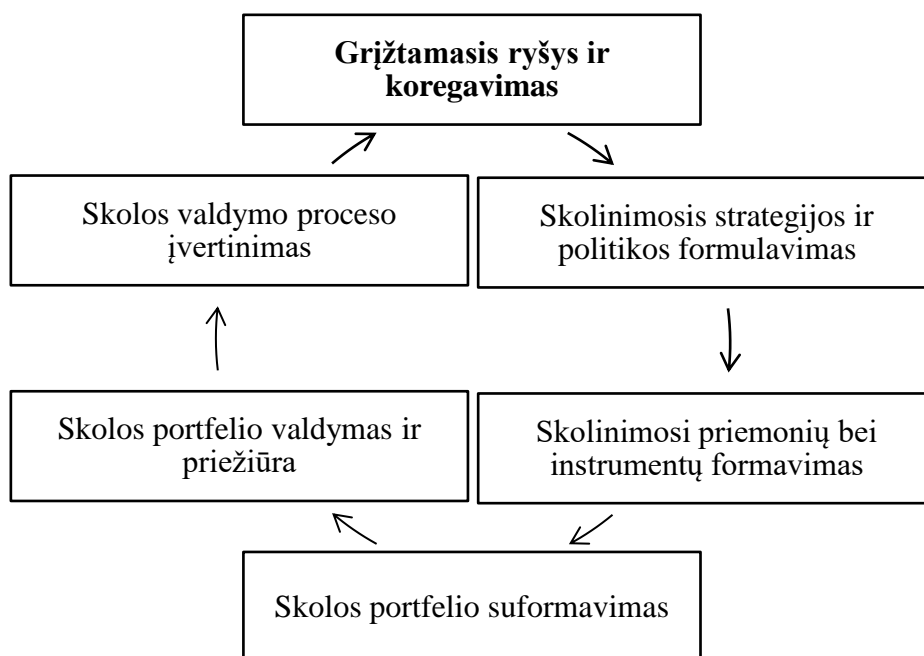 Grįžtamasis ryšys ir
koregavimas
Skolos valdymo proceso
įvertinimas
Skolinimosis strategijos ir
politikos formulavimas
Skolos portfelio valdymas ir
priežiūra
Skolinimosi priemonių bei
instrumentų formavimas
Skolos portfelio suformavimas